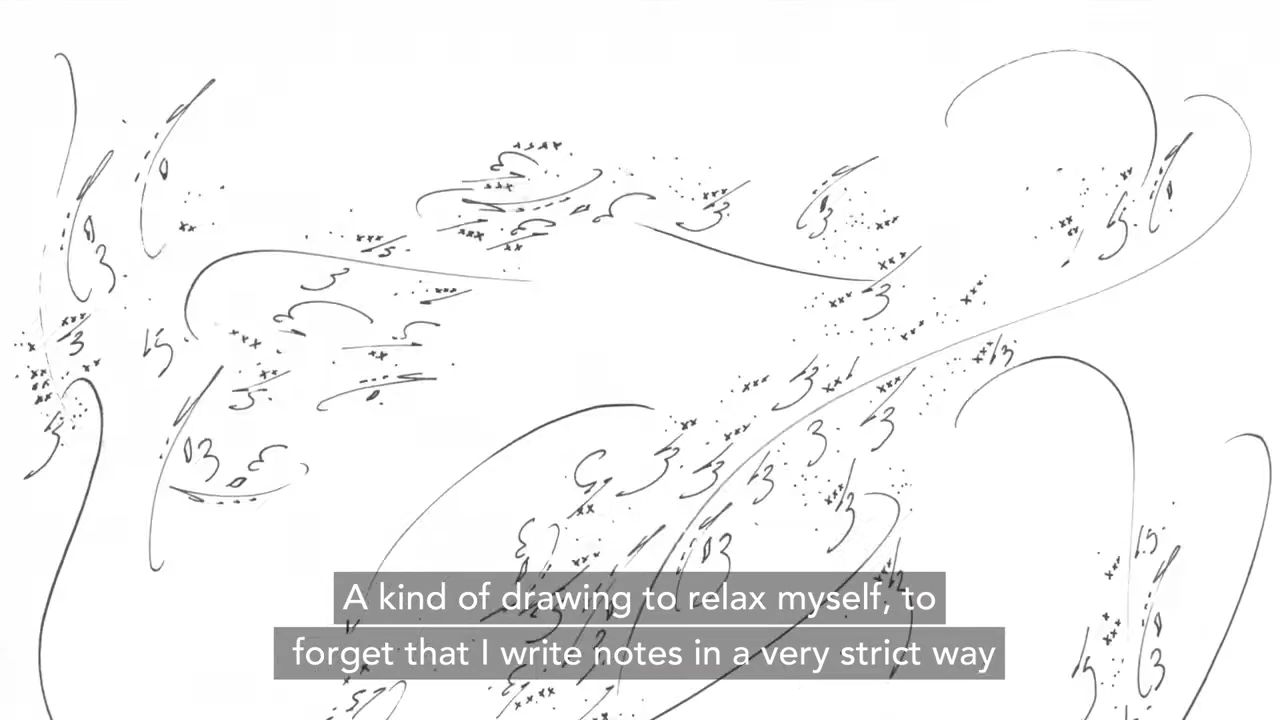 A kind of drawing to relax myself, to
forget that I write notes in a very strict way